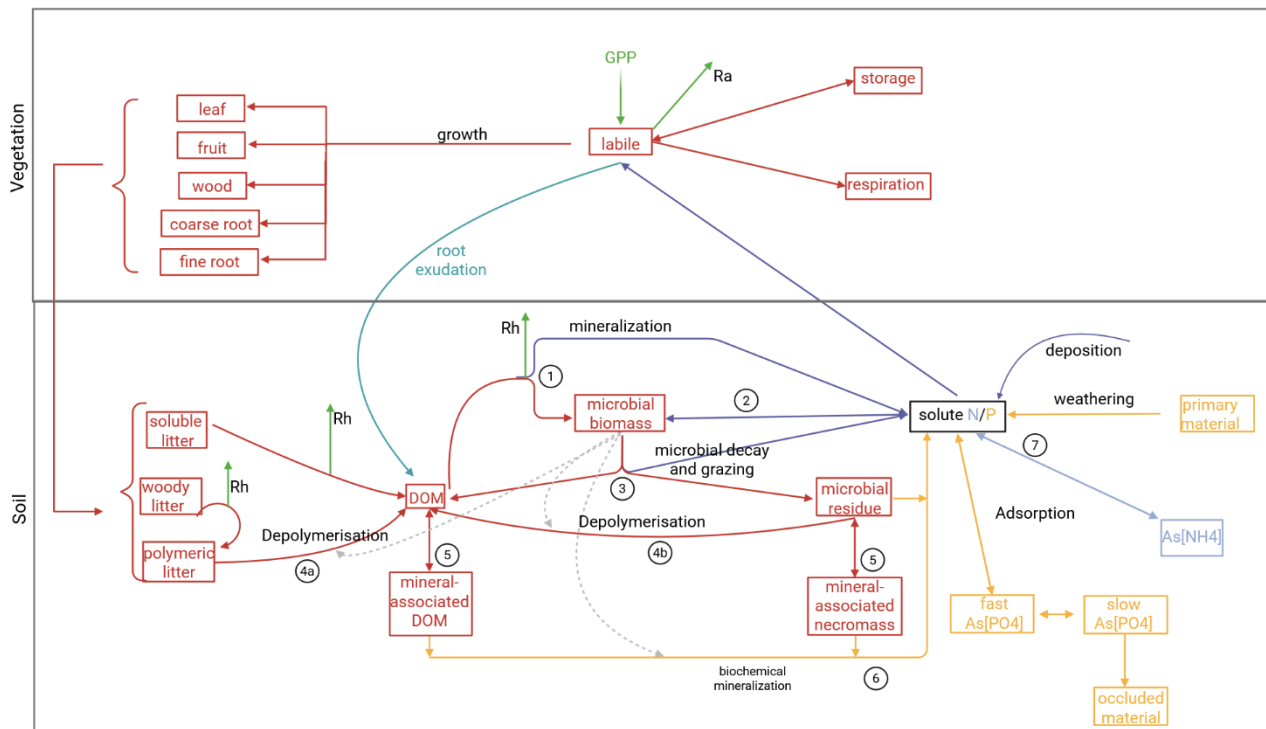 Vegetation
GPP
Ra
storage
leaf
growth
labile
fruit
wood
respiration
coarse root
fine root
root
exudation
Soil
Rh
mineralization
1
deposition
soluble
litter
Rh
microbial
biomass
2
solute N/P
weathering
primary
material
microbial decay
and grazing
7
woody
litter
Rh
DOM
3
microbial
residue
Adsorption
Depolymerisation
Depolymerisation
As[NH4]
polymeric
litter
4a
5
4b
5
mineral-
associated
DOM
mineral-
associated
necromass
fast
As[PO4]
slow
As[PO4]
biochemical
mineralization
6
occluded
material